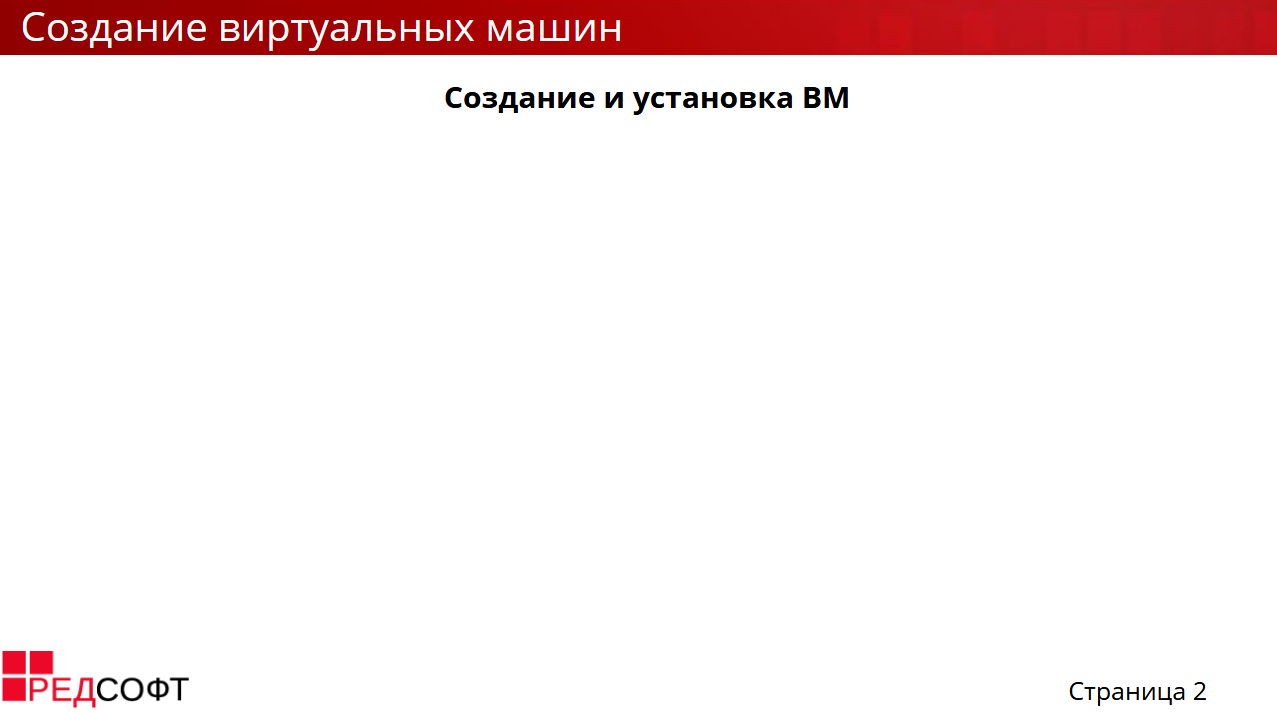 Создание виртуальных машин
Создание и установка ВМ
РЕДСОФТ
Страница 2